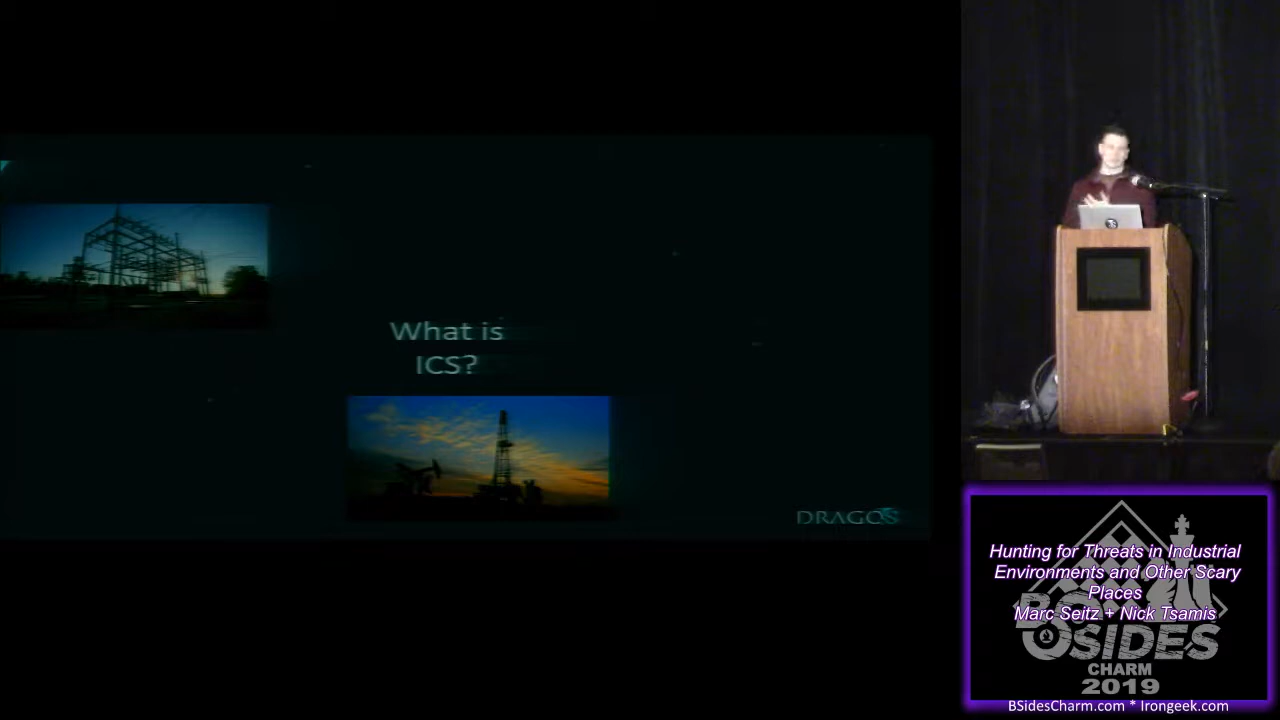 What is
ICS?
DRAGOS
Hunting for Threats in Industrial
Environments and Other Scary
Places
Marc Seitz + Nick Tsamis
BSIDES
CHARM
2019
BSidesCharm.com * Irongeek.com